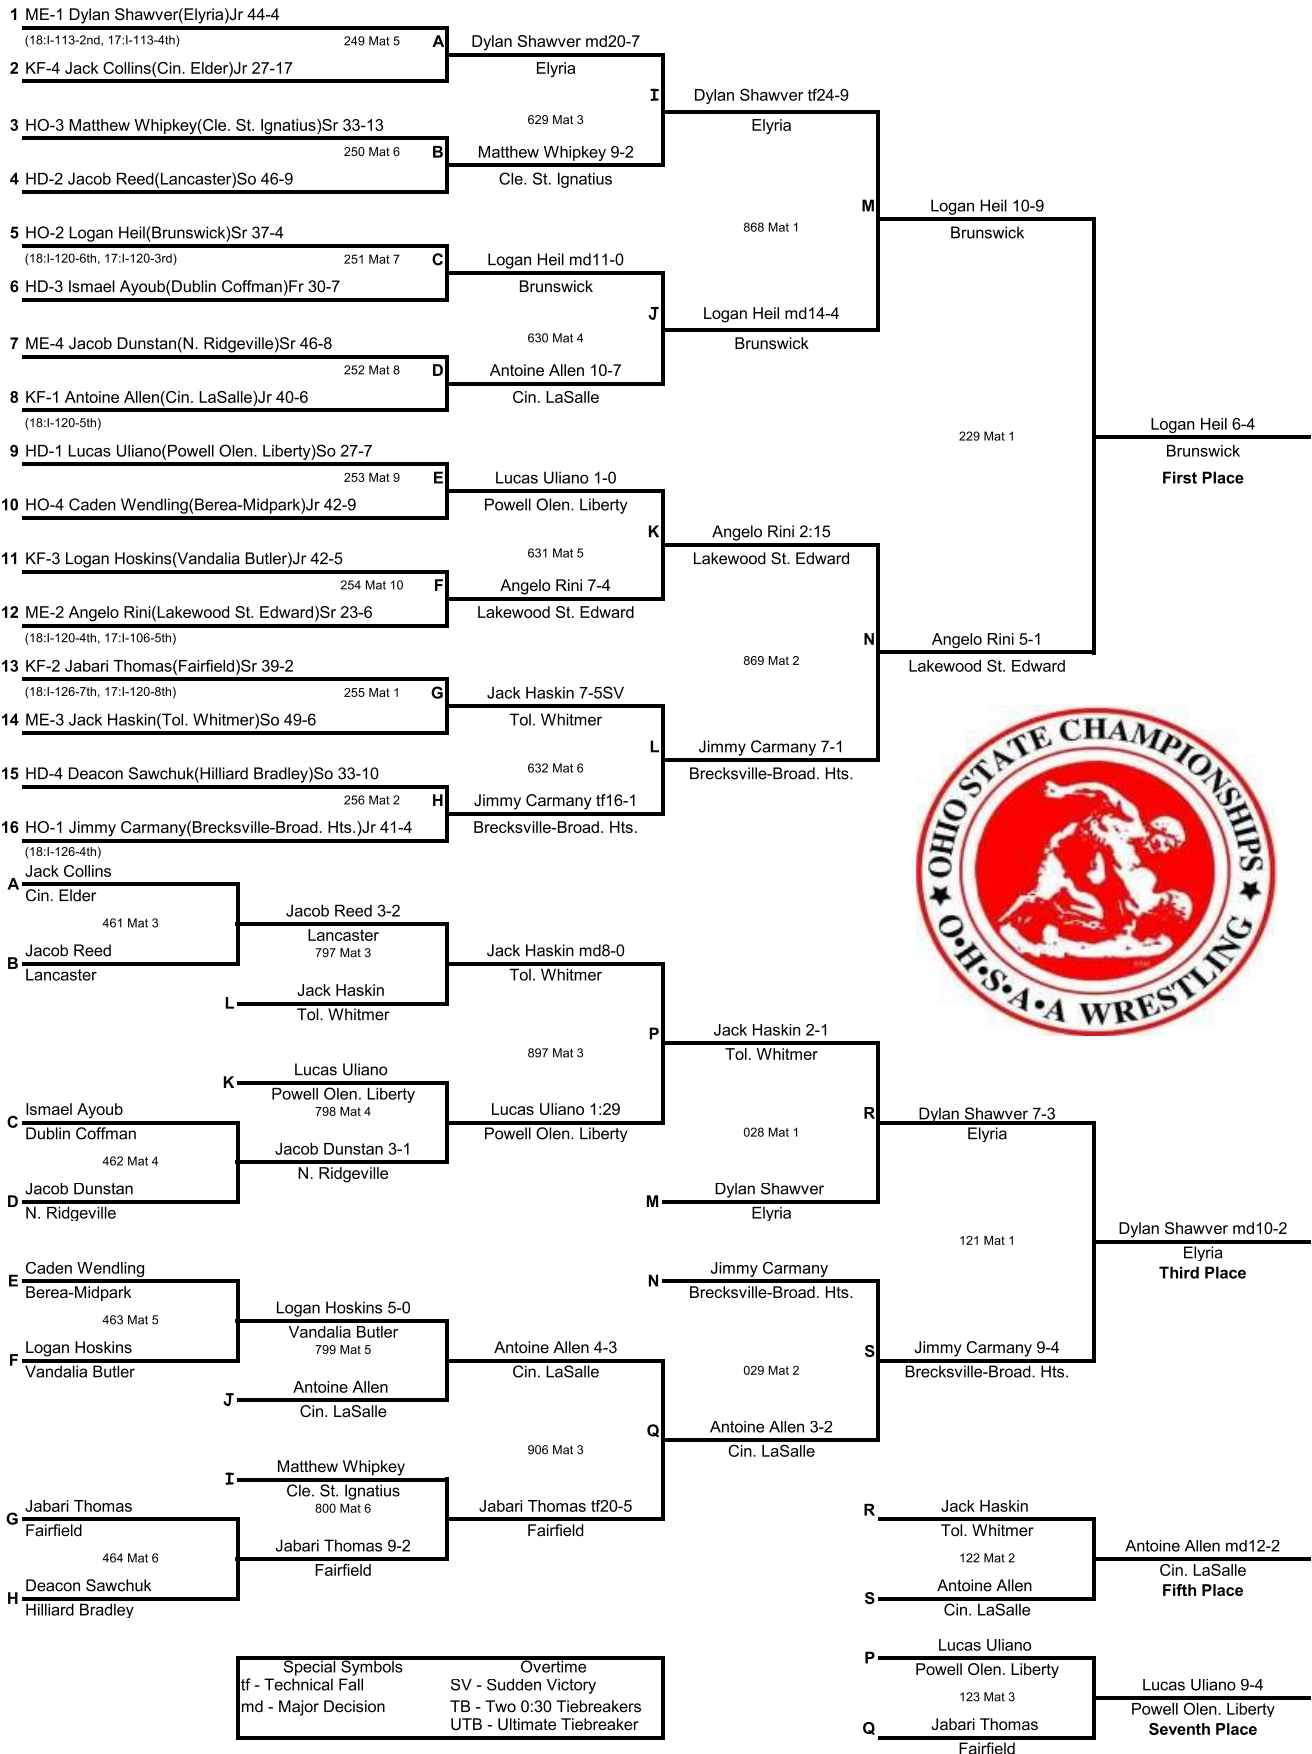 1 ME-1 Dylan Shawver(Elyria)Jr 44-4
(18:I-113-2nd, 17:I-113-4th)
249 Mat 5
A
2 KF-4 Jack Collins(Cin. Elder)Jr 27-17
Dylan Shawver md20-7
Elyria
I
629 Mat 3
3 HO-3 Matthew Whipkey(Cle. St. Ignatius)Sr 33-13
250 Mat 6
B
4 HD-2 Jacob Reed(Lancaster)So 46-9
Matthew Whipkey 9-2
Cle. St. Ignatius
Dylan Shawver tf24-9
Elyria
868 Mat 1
M
5 HO-2 Logan Heil(Brunswick)Sr 37-4
(18:I-120-6th, 17:I-120-3rd)
251 Mat 7
C
6 HD-3 Ismael Ayoub(Dublin Coffman)Fr 30-7
Logan Heil md11-0
Brunswick
J
630 Mat 4
7 ME-4 Jacob Dunstan(N. Ridgeville)Sr 46-8
252 Mat 8
D
8 KF-1 Antoine Allen(Cin. LaSalle)Jr 40-6
(18:I-120-5th)
Antoine Allen 10-7
Cin. LaSalle
Logan Heil md14-4
Brunswick
Logan Heil 10-9
Brunswick
229 Mat 1
Logan Heil 6-4
Brunswick
First Place
9 HD-1 Lucas Uliano(Powell Olen. Liberty)So 27-7
253 Mat 9
E
10 HO-4 Caden Wendling(Berea-Midpark)Jr 42-9
Lucas Uliano 1-0
Powell Olen. Liberty
K
631 Mat 5
11 KF-3 Logan Hoskins(Vandalia Butler)Jr 42-5
254 Mat 10
F
12 ME-2 Angelo Rini(Lakewood St. Edward)Sr 23-6
(18:I-120-4th, 17:I-106-5th)
Angelo Rini 7-4
Lakewood St. Edward
Angelo Rini 2:15
Lakewood St. Edward
869 Mat 2
N
13 KF-2 Jabari Thomas(Fairfield)Sr 39-2
(18:I-126-7th, 17:I-120-8th)
255 Mat 1
G
14 ME-3 Jack Haskin(Tol. Whitmer)So 49-6
Jack Haskin 7-5SV
Tol. Whitmer
L
632 Mat 6
15 HD-4 Deacon Sawchuk(Hilliard Bradley)So 33-10
256 Mat 2
H
16 HO-1 Jimmy Carmany(Brecksville-Broad. Hts.)Jr 41-4
(18:I-126-4th)
Jimmy Carmany tf16-1
Brecksville-Broad. Hts.
Jimmy Carmany 7-1
Brecksville-Broad. Hts.
Angelo Rini 5-1
Lakewood St. Edward
OHIO STATE CHAMPIONSHIPS
O•H•S•A•A WRESTLING
A
Jack Collins
Cin. Elder
461 Mat 3
B
Jacob Reed
Lancaster
Jacob Reed 3-2
Lancaster
797 Mat 3
L
Jack Haskin
Tol. Whitmer
Jack Haskin md8-0
Tol. Whitmer
897 Mat 3
P
K
Lucas Uliano
Powell Olen. Liberty
798 Mat 4
C
Ismael Ayoub
Dublin Coffman
462 Mat 4
D
Jacob Dunstan
N. Ridgeville
Jacob Dunstan 3-1
N. Ridgeville
Lucas Uliano 1:29
Powell Olen. Liberty
Jack Haskin 2-1
Tol. Whitmer
028 Mat 1
R
M
Dylan Shawver
Elyria
Dylan Shawver 7-3
Elyria
121 Mat 1
Dylan Shawver md10-2
Elyria
Third Place
E
Caden Wendling
Berea-Midpark
463 Mat 5
F
Logan Hoskins
Vandalia Butler
Logan Hoskins 5-0
Vandalia Butler
799 Mat 5
J
Antoine Allen
Cin. LaSalle
Antoine Allen 4-3
Cin. LaSalle
906 Mat 3
Q
I
Matthew Whipkey
Cle. St. Ignatius
800 Mat 6
G
Jabari Thomas
Fairfield
464 Mat 6
H
Deacon Sawchuk
Hilliard Bradley
Jabari Thomas 9-2
Fairfield
Jabari Thomas tf20-5
Fairfield
N
Jimmy Carmany
Brecksville-Broad. Hts.
029 Mat 2
S
Antoine Allen 3-2
Cin. LaSalle
Jimmy Carmany 9-4
Brecksville-Broad. Hts.
R
Jack Haskin
Tol. Whitmer
122 Mat 2
S
Antoine Allen
Cin. LaSalle
Antoine Allen md12-2
Cin. LaSalle
Fifth Place
P
Lucas Uliano
Powell Olen. Liberty
123 Mat 3
Q
Jabari Thomas
Fairfield
Lucas Uliano 9-4
Powell Olen. Liberty
Seventh Place
Special Symbols Overtime
tf - Technical Fall SV - Sudden Victory
md - Major Decision TB - Two 0:30 Tiebreakers
UTB - Ultimate Tiebreaker